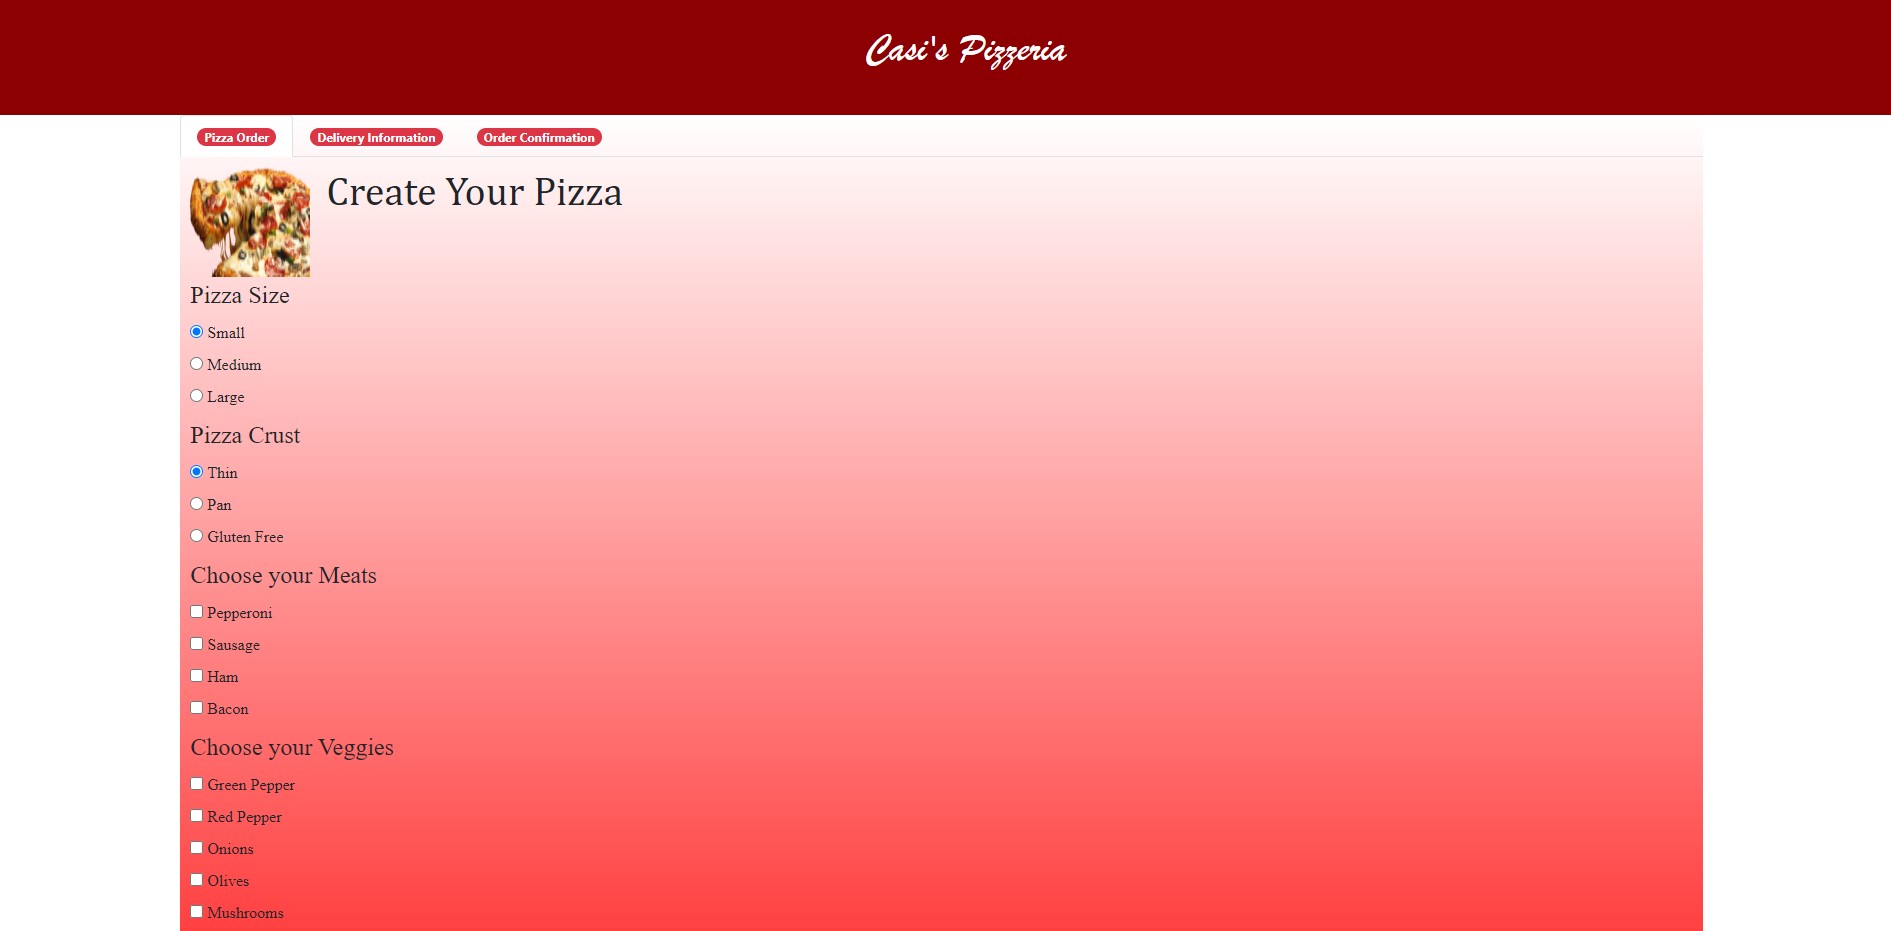 Casi's Pizzeria
Pizza Order Delivery Information Order Confirmation
Create Your Pizza
Pizza Size
Small
Medium
Large
Pizza Crust
Thin
Pan
Gluten Free
Choose your Meats
Pepperoni
Sausage
Ham
Bacon
Choose your Veggies
Green Pepper
Red Pepper
Onions
Olives
Mushrooms